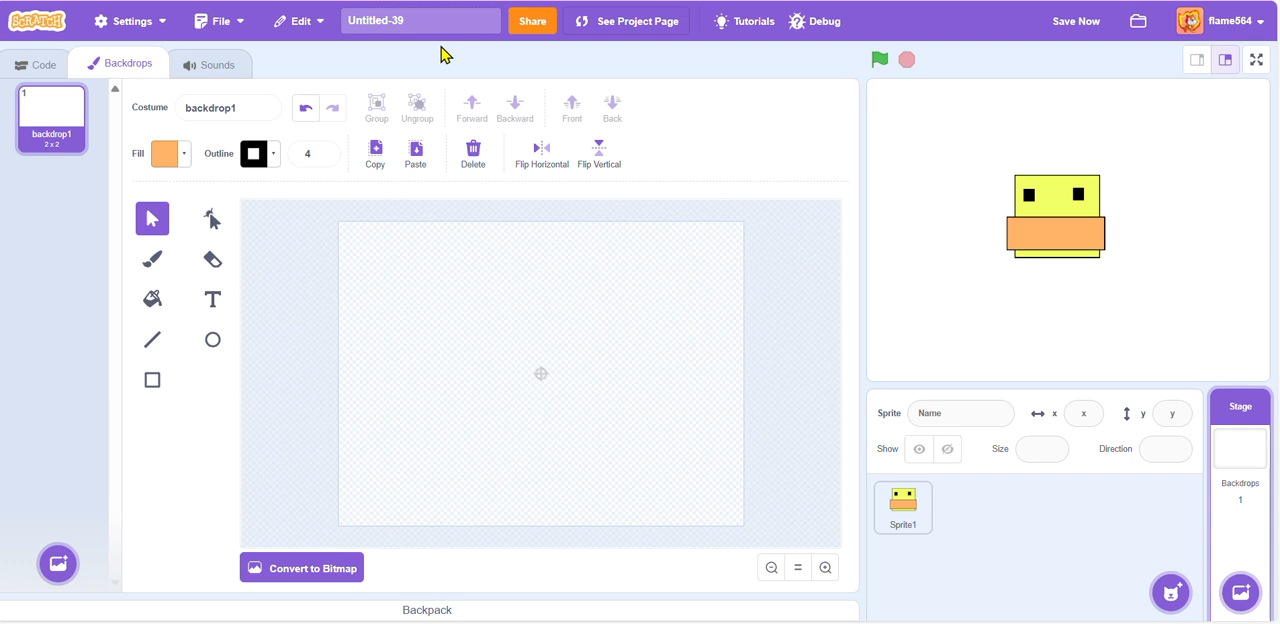 SCRATCH Settings File Edit Untitled-39 Share See Project Page Tutorials Debug Save Now flame564
Code Backdrops Sounds
1
backdrop1
2 x 2
Costume backdrop1 Group Ungroup Forward Backward Front Back
Fill Outline 4 Copy Paste Delete Flip Horizontal Flip Vertical
Convert to Bitmap
Backpack
Sprite Name x x y y
Show Size Direction
Sprite1
Stage
Backdrops
1